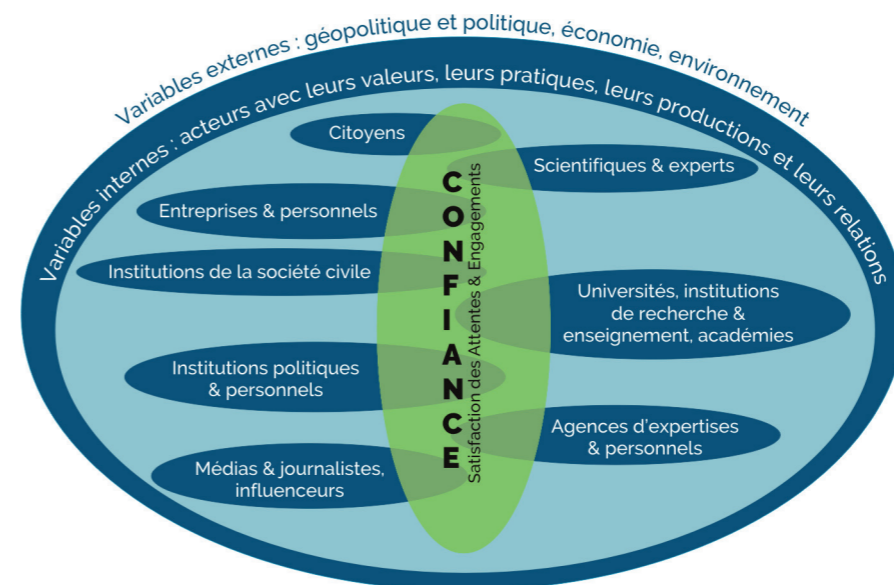 Variables externes : géopolitique et politique, économie, environnement
Variables internes : acteurs avec leurs valeurs, leurs pratiques, leurs productions et leurs relations
Citoyens
Scientifiques & experts
Entreprises & personnels
Institutions de la société civile
Universités, institutions
de recherche &
enseignement, académies
Institutions politiques
& personnels
Agences d’expertises
& personnels
Médias & journalistes,
influenceurs
CONFIANCE
Satisfaction des Attentes & Engagements